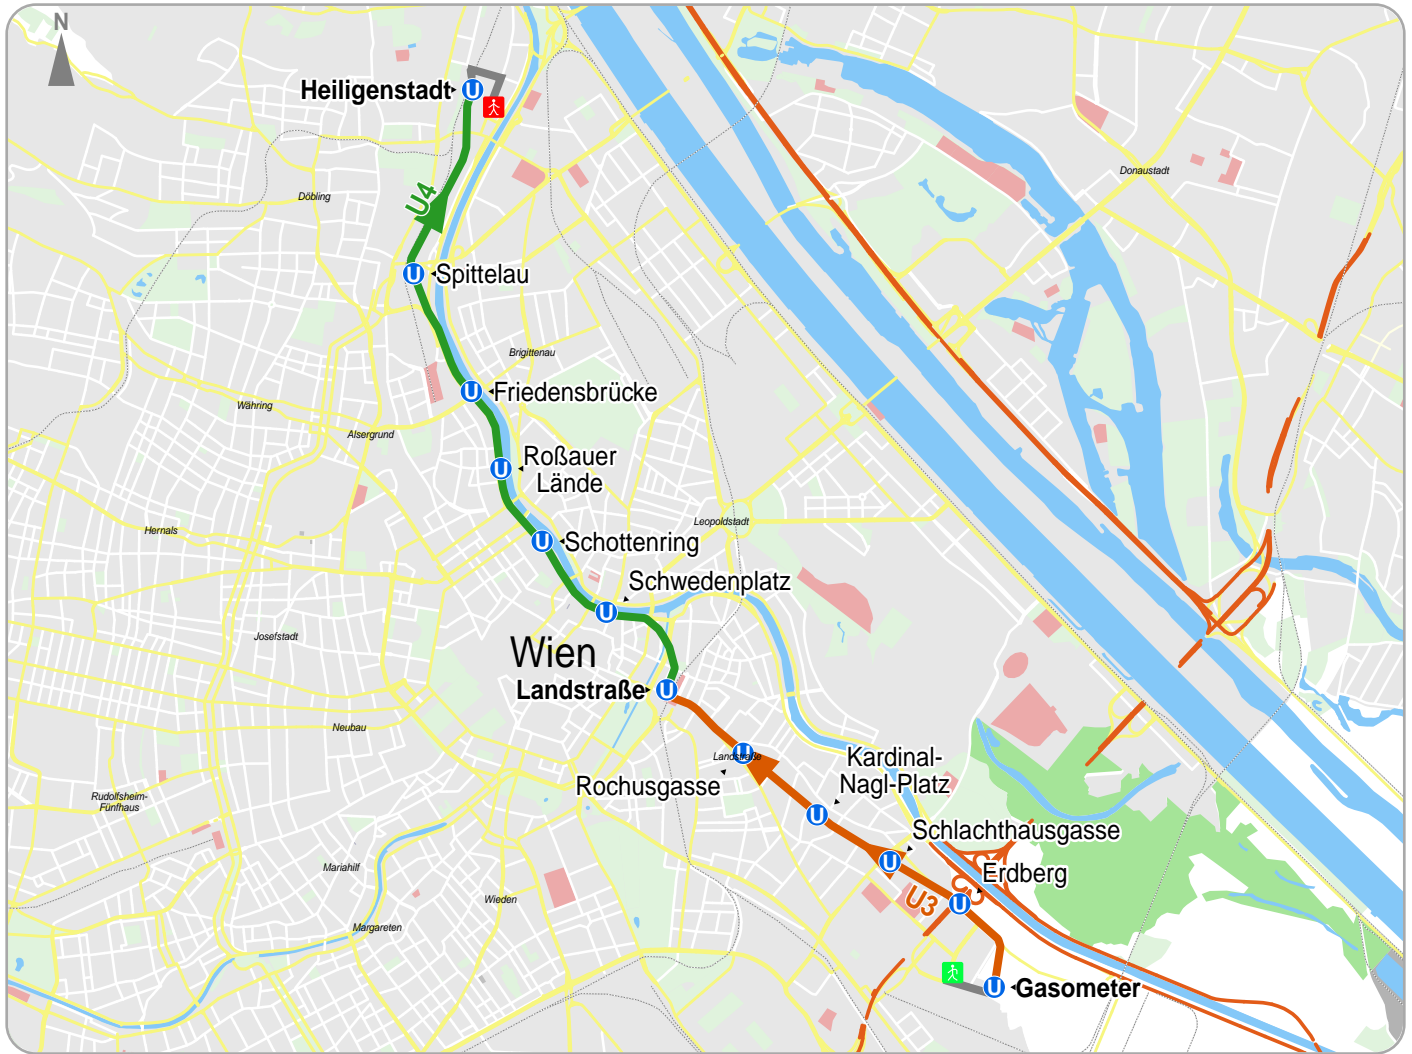 N
Heiligenstadt
U
Donaustadt
Döbling
U4
U
Spittelau
Brigittenau
U
Friedensbrücke
Währing
Alsergrund
U
Roßauer
Lände
Leopoldstadt
Hernals
U
Schottenring
Schwedenplatz
U
Josefstadt
Wien
Landstraße
U
Neubau
U
Landstraße
Rochusgasse
Kardinal-
Nagl-Platz
U
Rudolfsheim-
Fünfhaus
Schlachthausgasse
U
Mariahilf
Erdberg
U
U3
Wieden
Margareten
U
Gasometer